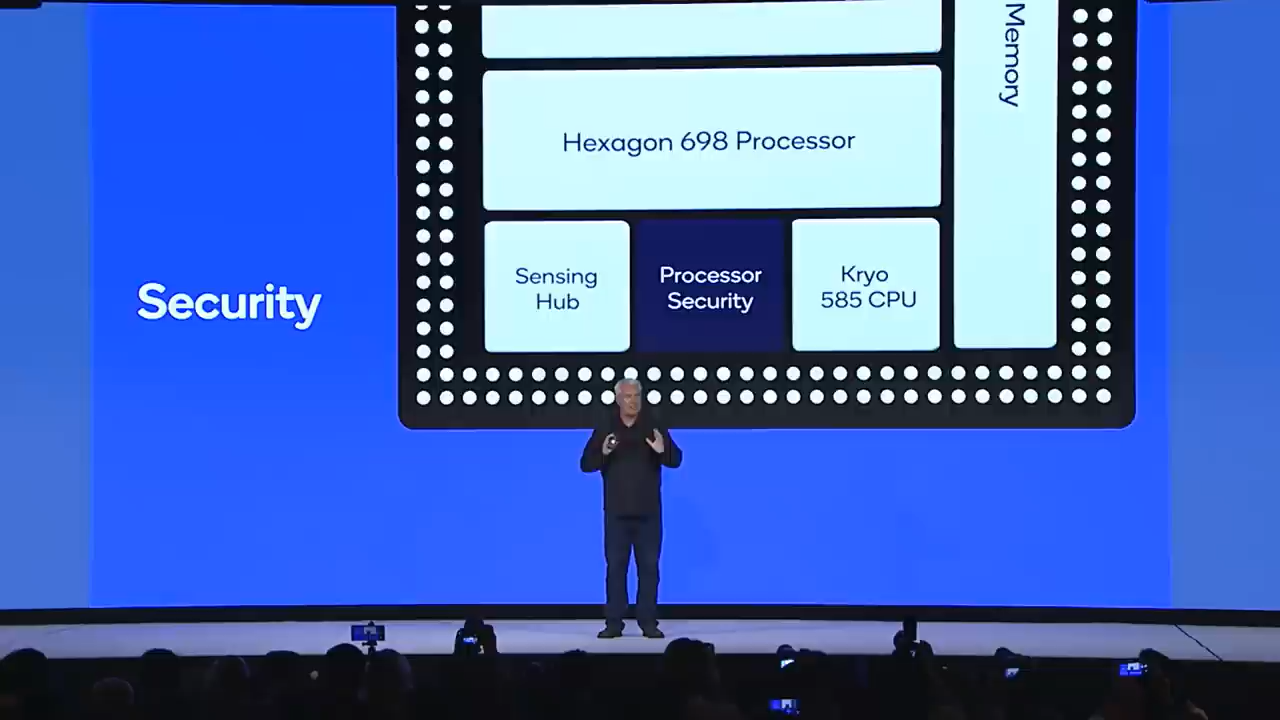 Memory
Hexagon 698 Processor
Security
Sensing
Hub
Processor
Security
Kryo
585 CPU